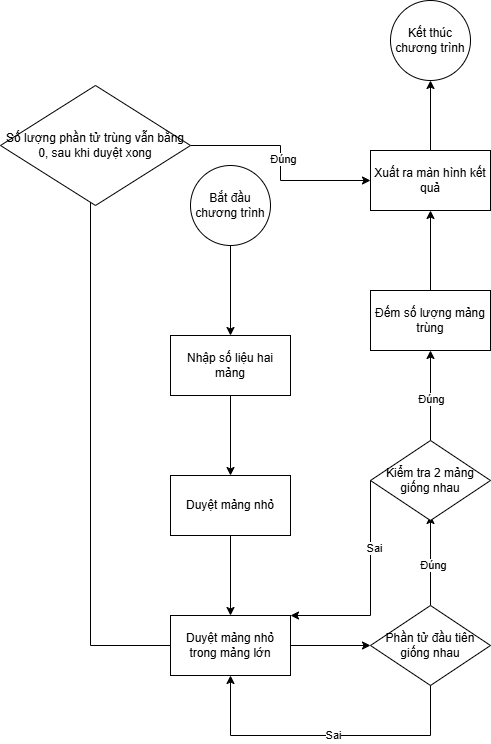 Kết thúc
chương trình
Số lượng phần tử trùng vẫn bằng
0, sau khi duyệt xong
Đúng
Xuất ra màn hình kết
quả
Bắt đầu
chương trình
Đếm số lượng mảng
trùng
Nhập số liệu hai
mảng
Đúng
Kiểm tra 2 mảng
giống nhau
Duyệt mảng nhỏ
Sai
Đúng
Duyệt mảng nhỏ
trong mảng lớn
Phần tử đầu tiên
giống nhau
Sai